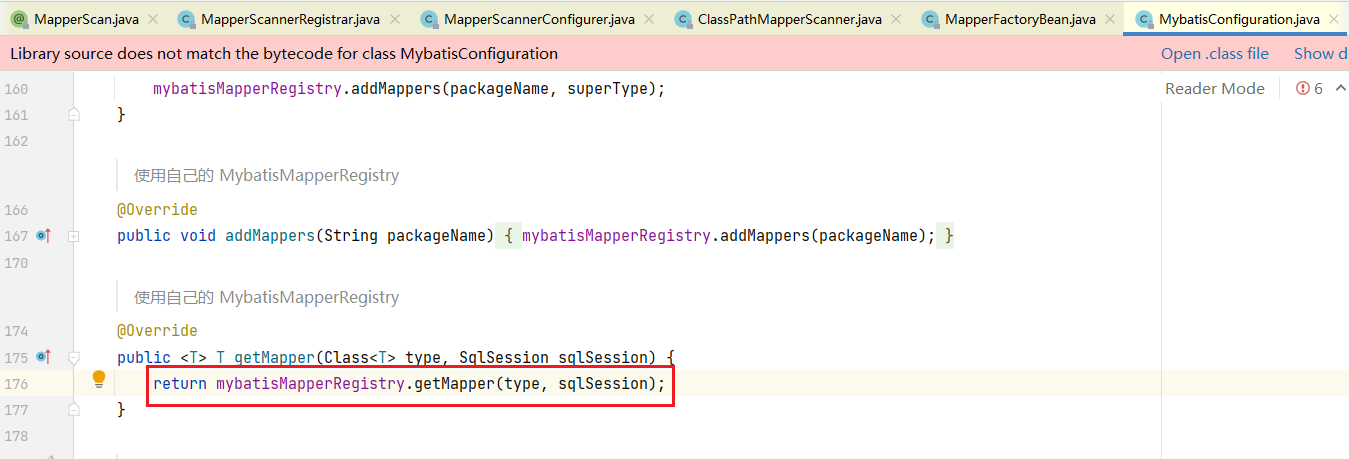 MapperScan.java MapperScannerRegistrar.java MapperScannerConfigurer.java ClassPathMapperScanner.java MapperFactoryBean.java MybatisConfiguration.java
Library source does not match the bytecode for class MybatisConfiguration Open .class file Show d
160 mybatisMapperRegistry.addMappers(packageName, superType); Reader Mode 6
161 }
162
使用自己的 MybatisMapperRegistry
166 @Override
167 public void addMappers(String packageName) { mybatisMapperRegistry.addMappers(packageName); }
170
使用自己的 MybatisMapperRegistry
174 @Override
175 public <T> T getMapper(Class<T> type, SqlSession sqlSession) {
176 return mybatisMapperRegistry.getMapper(type, sqlSession);
177 }
178